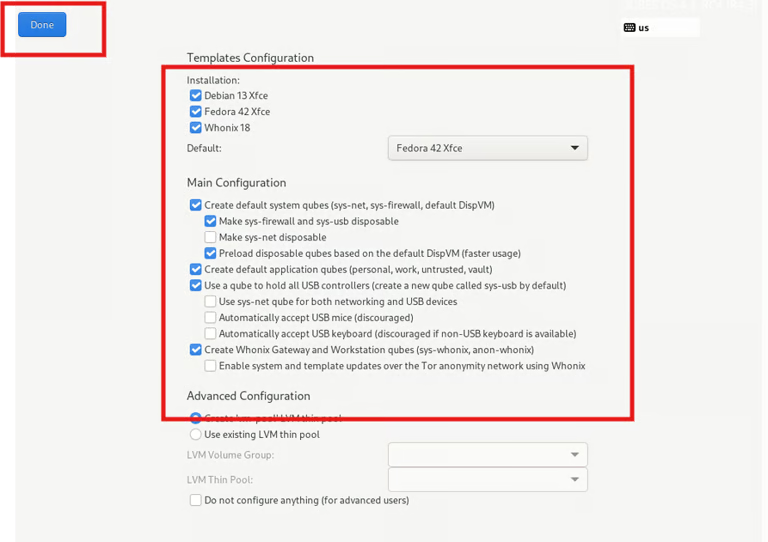 Done
us
Templates Configuration
Installation:
Debian 13 Xfce
Fedora 42 Xfce
Whonix 18
Default:
Fedora 42 Xfce
Main Configuration
Create default system qubes (sys-net, sys-firewall, default DispVM)
Make sys-firewall and sys-usb disposable
Make sys-net disposable
Preload disposable qubes based on the default DispVM (faster usage)
Create default application qubes (personal, work, untrusted, vault)
Use a qube to hold all USB controllers (create a new qube called sys-usb by default)
Use sys-net qube for both networking and USB devices
Automatically accept USB mice (discouraged)
Automatically accept USB keyboard (discouraged if non-USB keyboard is available)
Create Whonix Gateway and Workstation qubes (sys-whonix, anon-whonix)
Enable system and template updates over the Tor anonymity network using Whonix
Advanced Configuration
LVM thin pool
Use existing LVM thin pool
LVM Volume Group:
LVM Thin Pool:
Do not configure anything (for advanced users)